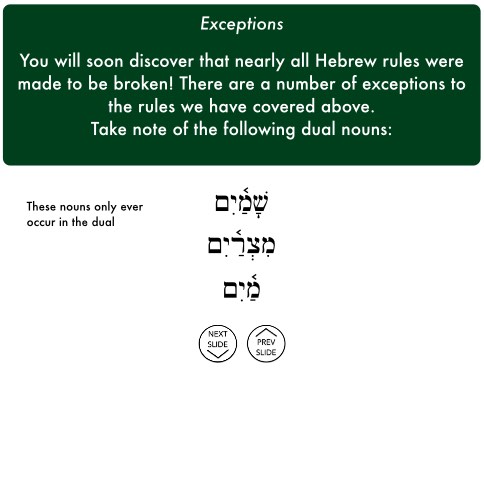 Exceptions
You will soon discover that nearly all Hebrew rules were
made to be broken! There are a number of exceptions to
the rules we have covered above.
Take note of the following dual nouns:
These nouns only ever
occur in the dual
שָׁמַ֫יִם
מִצְרַ֫יִם
מַ֫יִם
NEXT
SLIDE
PREV
SLIDE